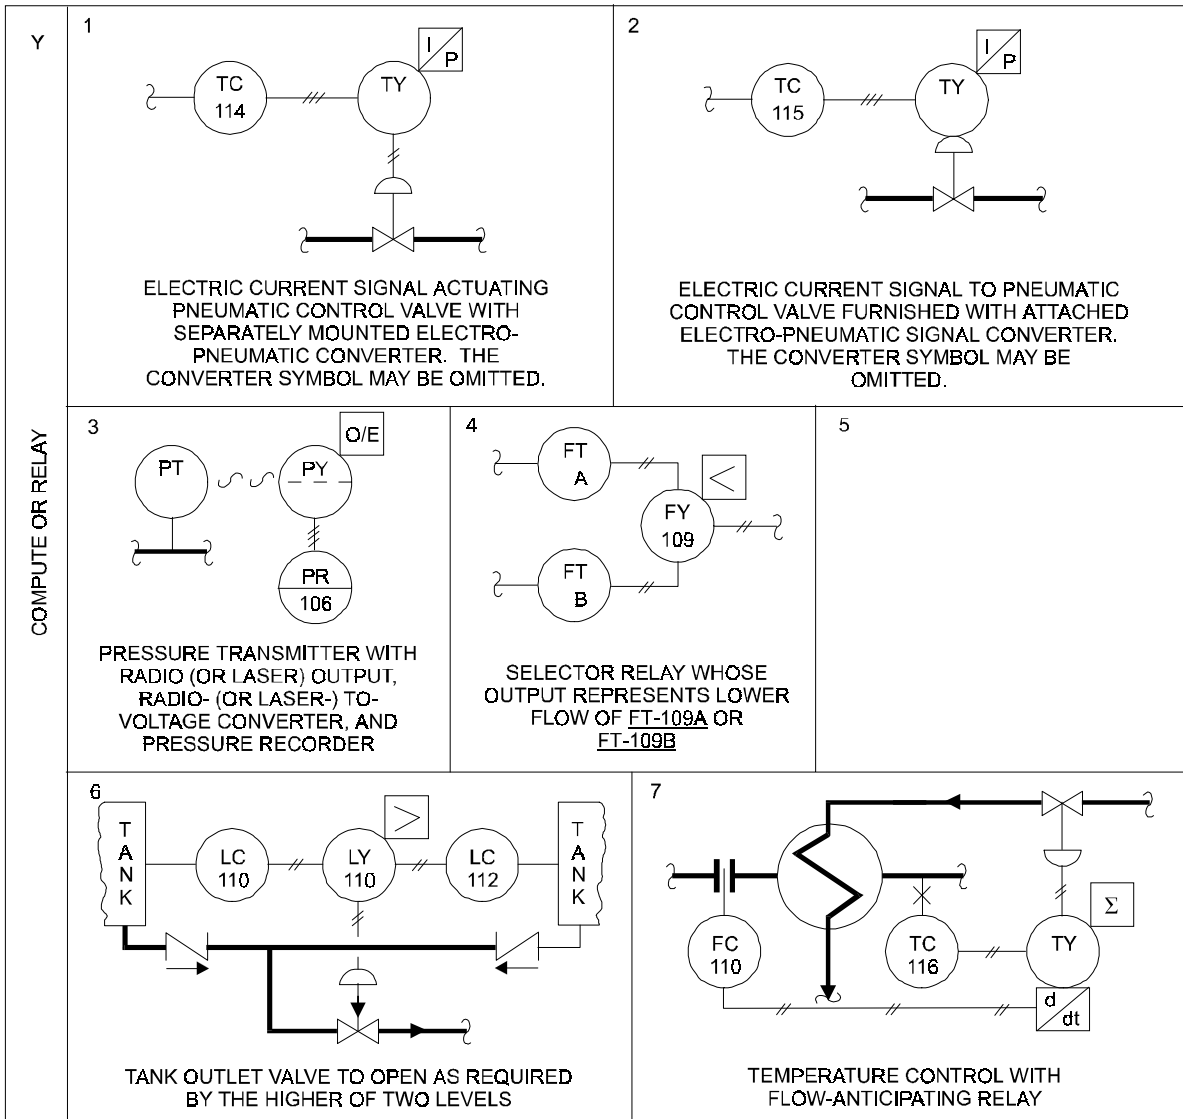 Y
COMPUTE OR RELAY
1
I
P
TC
114
TY
ELECTRIC CURRENT SIGNAL ACTUATING
PNEUMATIC CONTROL VALVE WITH
SEPARATELY MOUNTED ELECTRO-
PNEUMATIC CONVERTER. THE
CONVERTER SYMBOL MAY BE OMITTED.
2
I
P
TC
115
TY
ELECTRIC CURRENT SIGNAL TO PNEUMATIC
CONTROL VALVE FURNISHED WITH ATTACHED
ELECTRO-PNEUMATIC SIGNAL CONVERTER.
THE CONVERTER SYMBOL MAY BE
OMITTED.
3
O/E
PT
PY
PR
106
PRESSURE TRANSMITTER WITH
RADIO (OR LASER) OUTPUT,
RADIO- (OR LASER-) TO-
VOLTAGE CONVERTER, AND
PRESSURE RECORDER
4
FT
A
<
FY
109
FT
B
SELECTOR RELAY WHOSE
OUTPUT REPRESENTS LOWER
FLOW OF FT-109A OR
FT-109B
5
6
TANK
LC
110
LY
110
>
LC
112
TANK
TANK OUTLET VALVE TO OPEN AS REQUIRED
BY THE HIGHER OF TWO LEVELS
7
FC
110
TC
116
TY
Σ
d
dt
TEMPERATURE CONTROL WITH
FLOW-ANTICIPATING RELAY